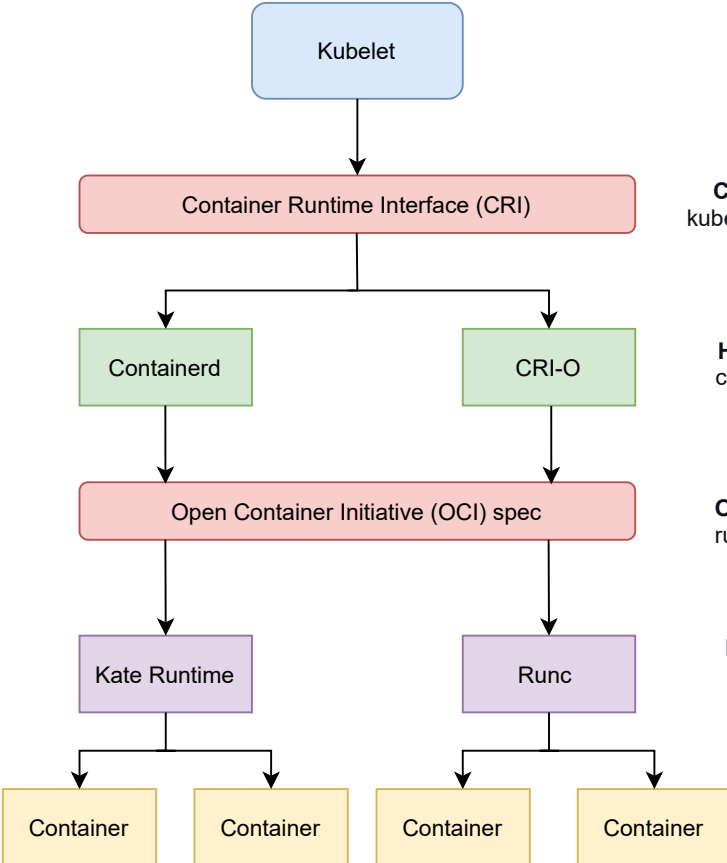 Kubelet
Container Runtime Interface (CRI)
kube
Containerd
CRI-O
Open Container Initiative (OCI) spec
Kate Runtime
Runc
Container
Container
Container
Container